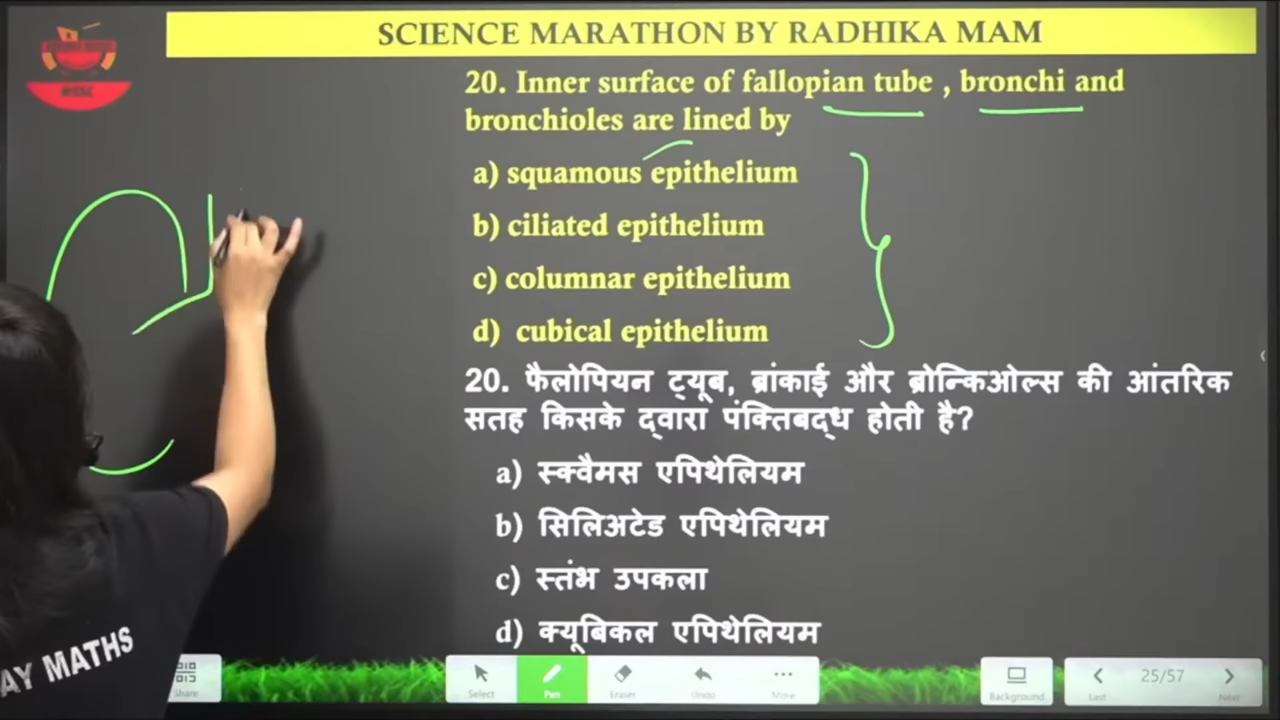 SCIENCE MARATHON BY RADHIKA MAM
20. Inner surface of fallopian tube , bronchi and
bronchioles are lined by
a) squamous epithelium
b) ciliated epithelium
c) columnar epithelium
d) cubical epithelium
20. फैलोपियन ट्यूब, ब्रांकाई और ब्रोन्किओल्स की आंतरिक
सतह किसके द्वारा पंक्तिबद्ध होती है?
a) स्क्वैमस एपिथेलियम
b) सिलिअटेड एपिथेलियम
c) स्तंभ उपकला
d) क्यूबिकल एपिथेलियम
AY MATHS
Share
Select
Pen
Eraser
Undo
More
Background
Last
25/57
Next